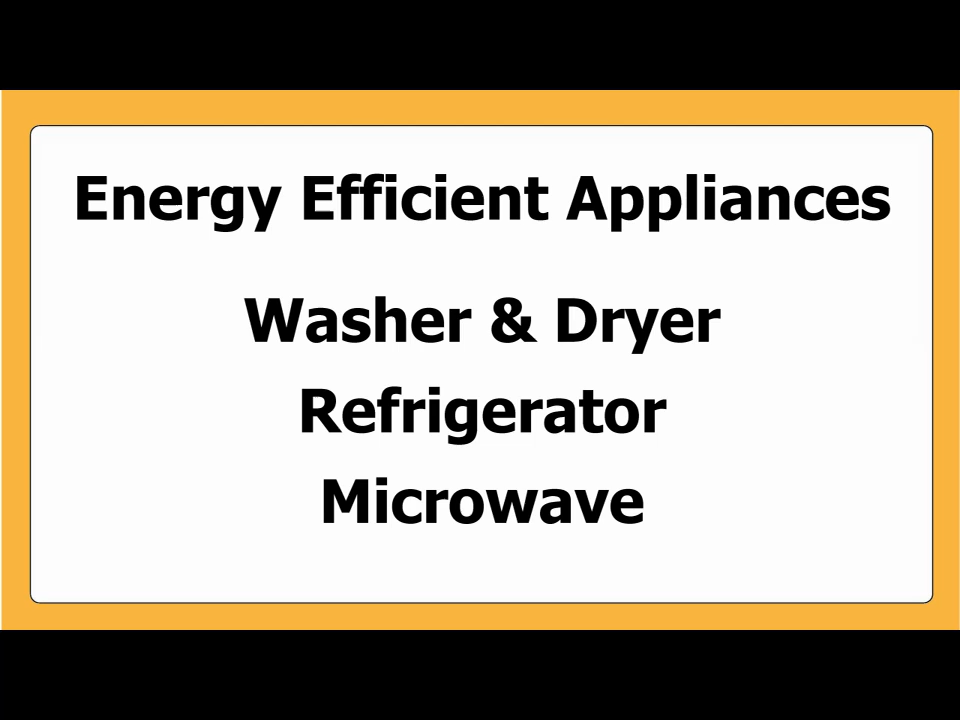 Energy Efficient Appliances
Washer & Dryer
Refrigerator
Microwave